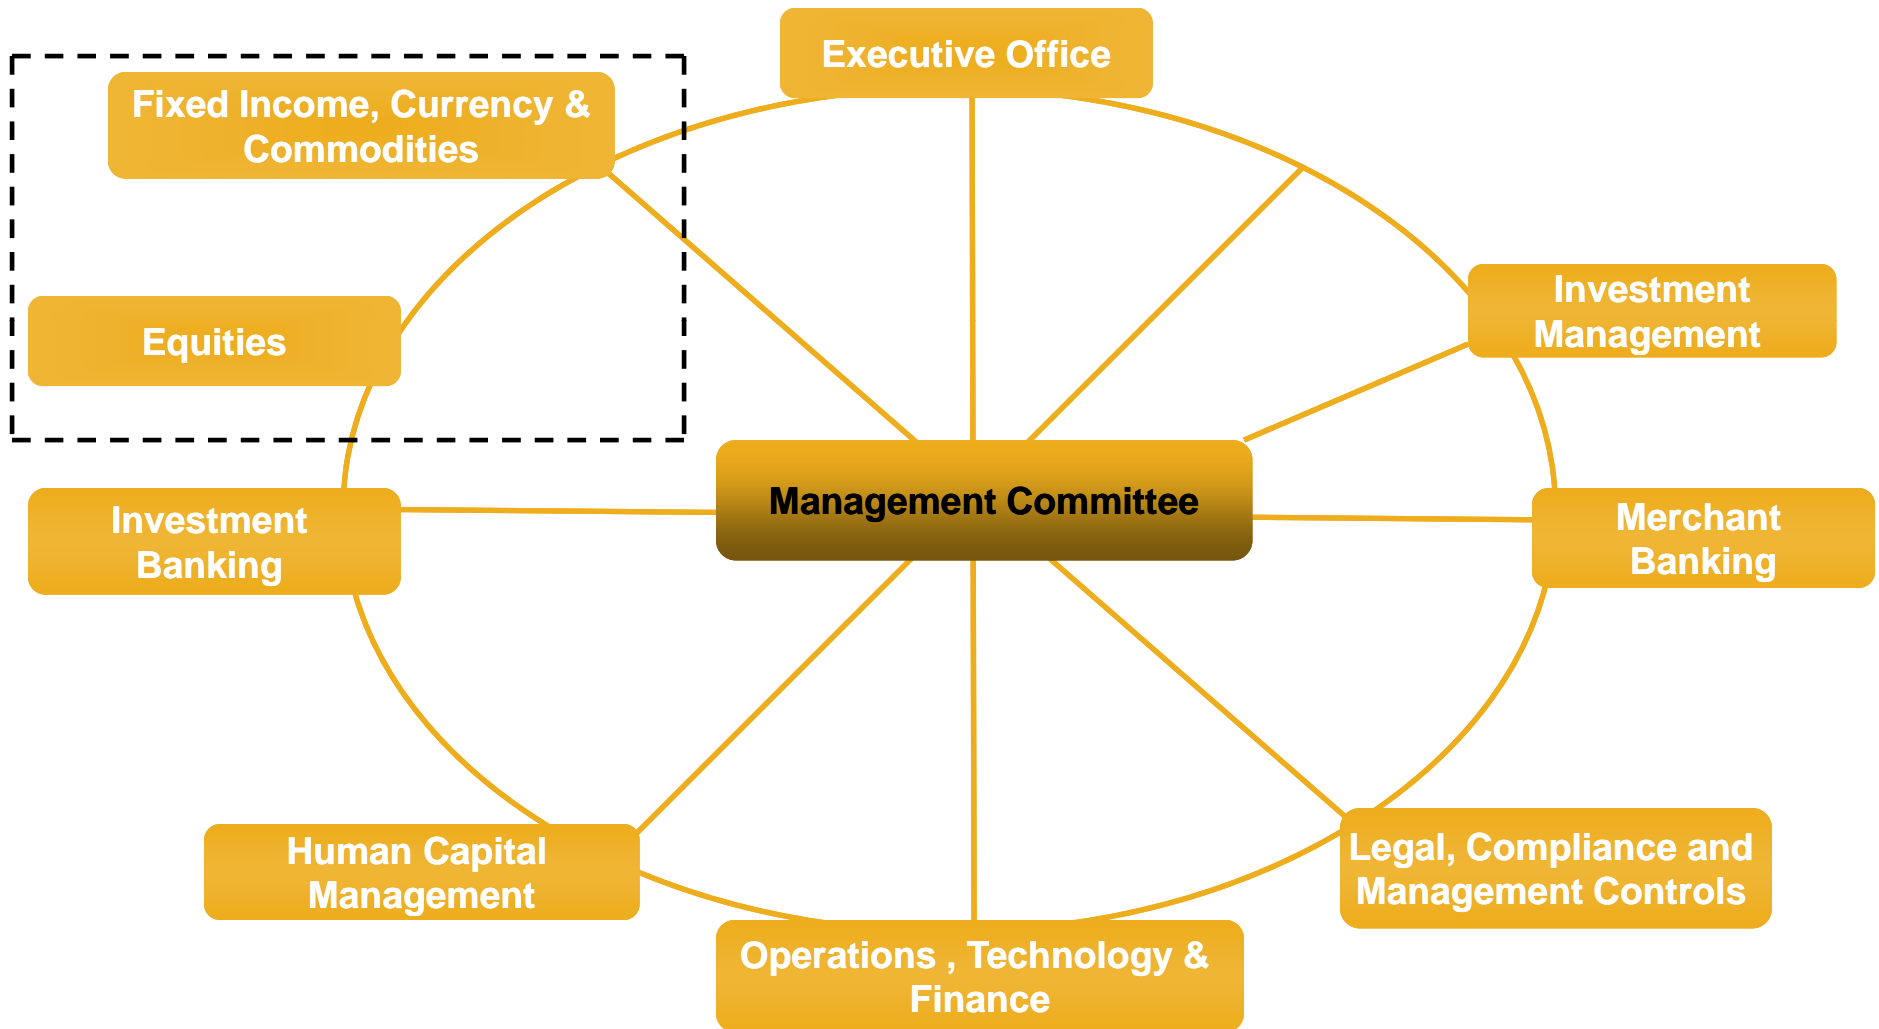 Executive Office
Fixed Income, Currency &
Commodities
Investment
Management
Equities
Management Committee
Investment
Banking
Merchant
Banking
Human Capital
Management
Legal, Compliance and
Management Controls
Operations , Technology &
Finance